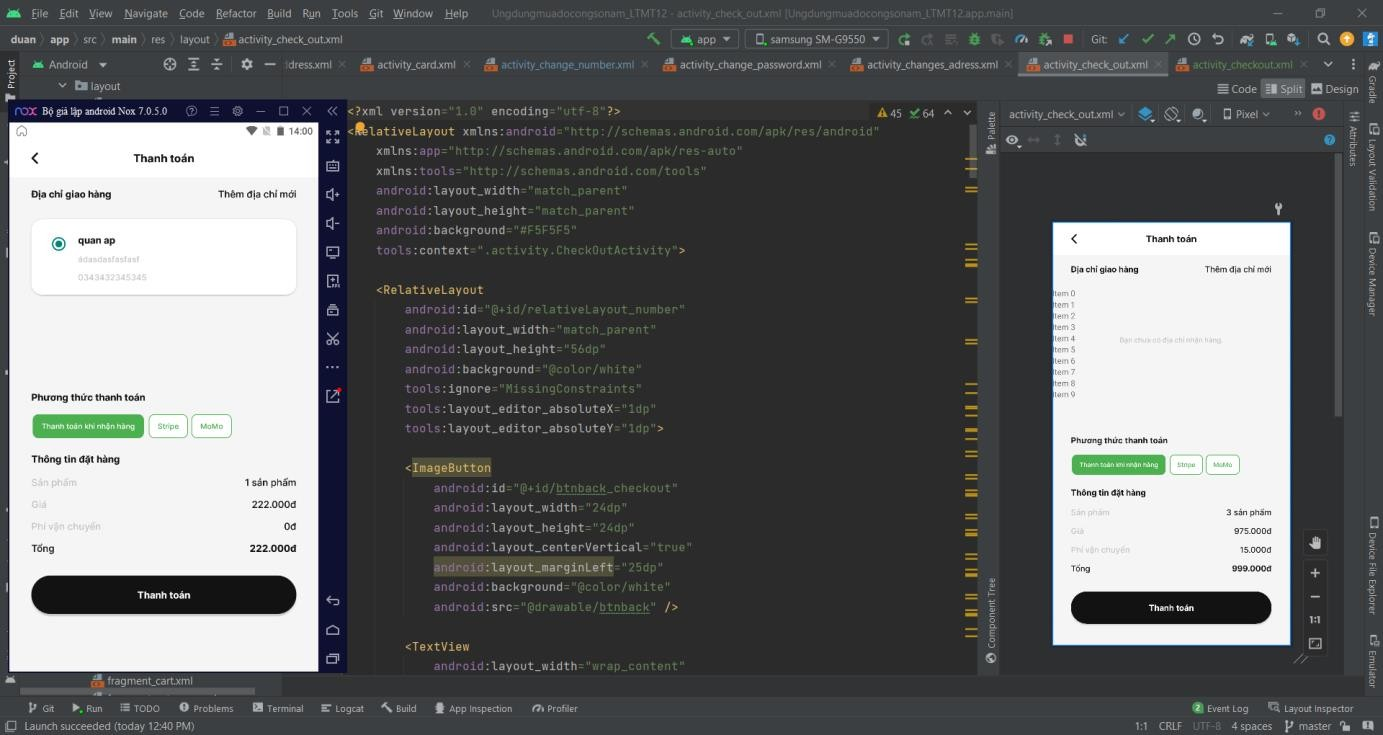 File Edit View Navigate Code Refactor Build Run Tools Git Window Help Ungdungmuadocongsonam_LTMT12 - activity_check_out.xml [Ungdungmuadocongsonam_LTMT12.app.main]
duan app src main res layout activity_check_out.xml app samsung SM-G9550 Git:
Project Android ddress.xml activity_card.xml activity_change_number.xml activity_change_password.xml activity_changes_adress.xml activity_check_out.xml activity_checkout.xml Gradle
layout Code Split Design
nox Bộ giả lập android Nox 7.0.5.0
14:00
Thanh toán
Địa chỉ giao hàng Thêm địa chỉ mới
quan ap
ádasdasfasfasf
0343432345345
Phương thức thanh toán
Thanh toán khi nhận hàng Stripe MoMo
Thông tin đặt hàng
Sản phẩm 1 sản phẩm
Giá 222.000đ
Phí vận chuyển 0đ
Tổng 222.000đ
Thanh toán
fragment_cart.xml
<?xml version="1.0" encoding="utf-8"?>
<RelativeLayout xmlns:android="http://schemas.android.com/apk/res/android"
xmlns:app="http://schemas.android.com/apk/res-auto"
xmlns:tools="http://schemas.android.com/tools"
android:layout_width="match_parent"
android:layout_height="match_parent"
android:background="#F5F5F5"
tools:context=".activity.CheckOutActivity">
<RelativeLayout
android:id="@+id/relativeLayout_number"
android:layout_width="match_parent"
android:layout_height="56dp"
android:background="@color/white"
tools:ignore="MissingConstraints"
tools:layout_editor_absoluteX="1dp"
tools:layout_editor_absoluteY="1dp">
<ImageButton
android:id="@+id/btnback_checkout"
android:layout_width="24dp"
android:layout_height="24dp"
android:layout_centerVertical="true"
android:layout_marginLeft="25dp"
android:background="@color/white"
android:src="@drawable/btnback" />
<TextView
android:layout_width="wrap_content"
45 64
Palette
Component Tree
activity_check_out.xml Pixel
Thanh toán
Địa chỉ giao hàng Thêm địa chỉ mới
Item 0
Item 1
Item 2
Item 3
Item 4 Bạn chưa có địa chỉ nhận hàng.
Item 5
Item 6
Item 7
Item 8
Item 9
Phương thức thanh toán
Thanh toán khi nhận hàng Stripe MoMo
Thông tin đặt hàng
Sản phẩm 3 sản phẩm
Giá 975.000đ
Phí vận chuyển 15.000đ
Tổng 999.000đ
Thanh toán
1:1
Attributes
Layout Validation
Device Manager
Device File Explorer
Emulator
Git Run TODO Problems Terminal Logcat Build App Inspection Profiler 2 Event Log Layout Inspector
Launch succeeded (today 12:40 PM) 1:1 CRLF UTF-8 4 spaces master